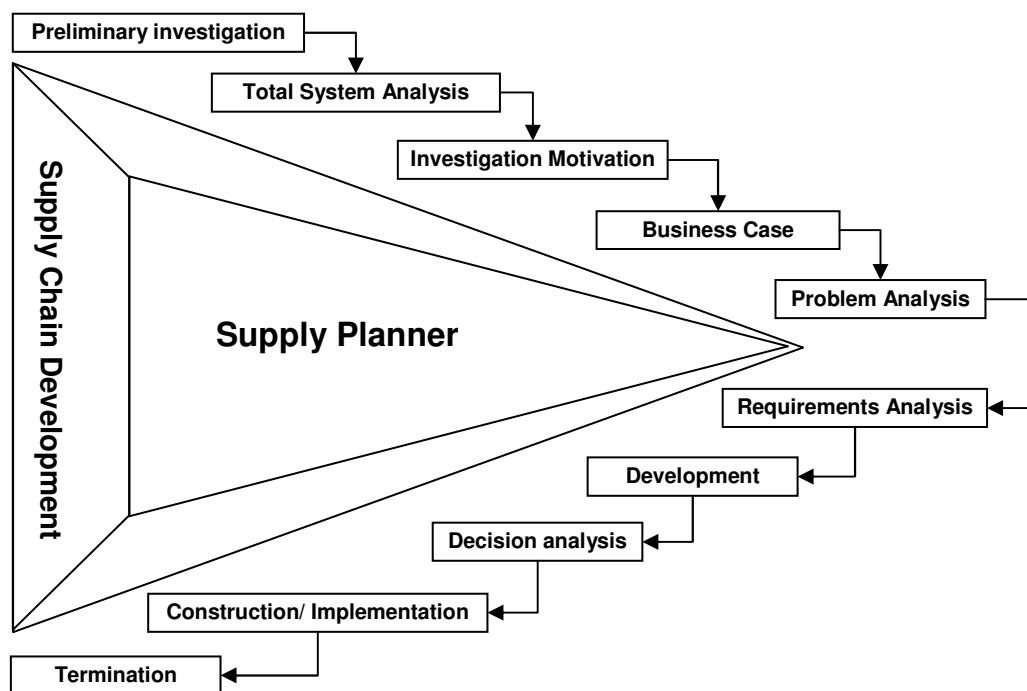 Preliminary investigation
Total System Analysis
Investigation Motivation
Business Case
Problem Analysis
Supply Chain Development
Supply Planner
Requirements Analysis
Development
Decision analysis
Construction/ Implementation
Termination